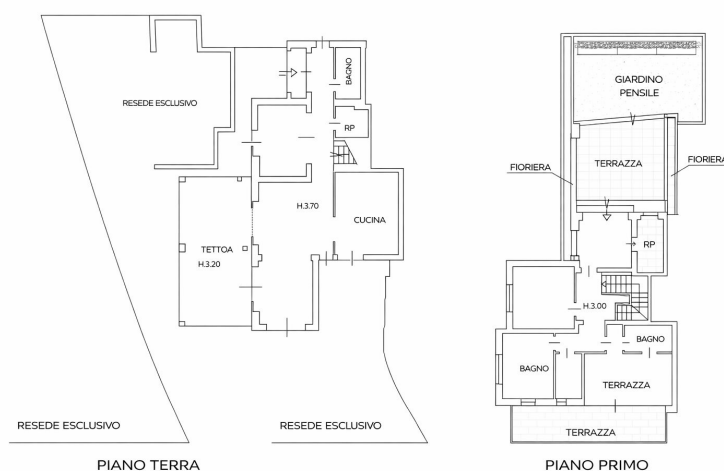 RESEDE ESCLUSIVO
BAGNO
RP
H.3.70
CUCINA
TETTOA
H.3.20
RESEDE ESCLUSIVO
RESEDE ESCLUSIVO
PIANO TERRA
GIARDINO
PENSILE
FIORIERA
TERRAZZA
FIORIERA
RP
H.3.00
BAGNO
BAGNO
TERRAZZA
TERRAZZA
PIANO PRIMO